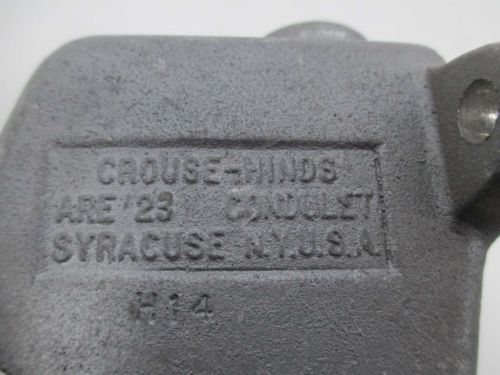 CROUSE-HINDS
ARE 23 CONDULET
SYRACUSE N.Y.U.S.A.
H14